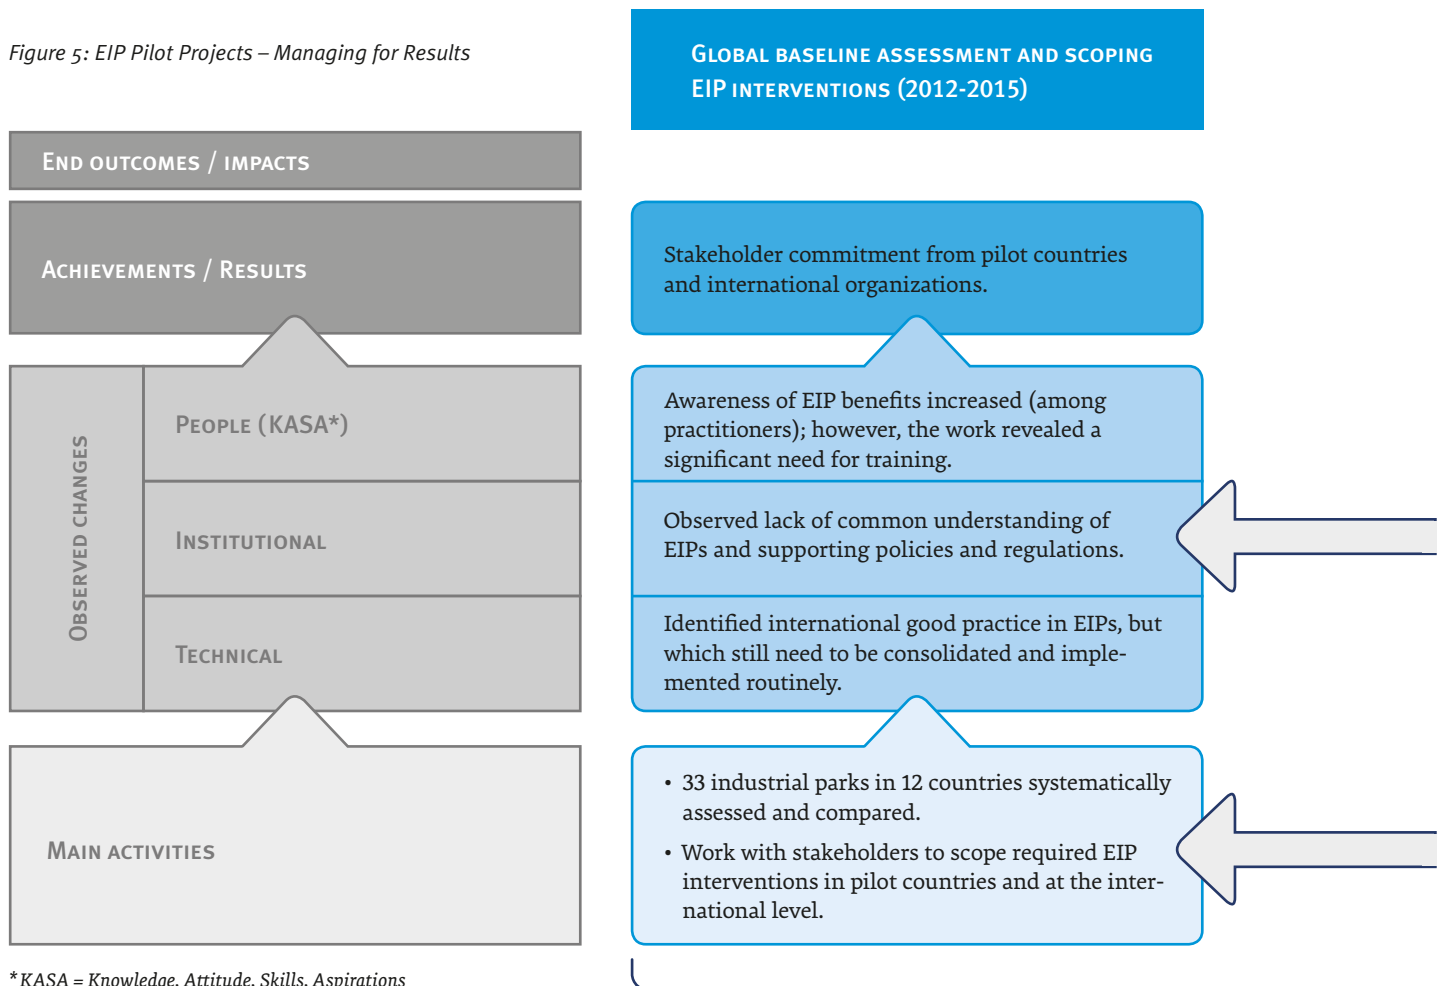 Figure 5: EIP Pilot Projects – Managing for Results
Global baseline assessment and scoping
EIP interventions (2012-2015)
End outcomes / impacts
Achievements / Results
Stakeholder commitment from pilot countries
and international organizations.
Observed changes
People (KASA*)
Awareness of EIP benefits increased (among
practitioners); however, the work revealed a
significant need for training.
Institutional
Observed lack of common understanding of
EIPs and supporting policies and regulations.
Technical
Identified international good practice in EIPs, but
which still need to be consolidated and imple-
mented routinely.
Main activities
• 33 industrial parks in 12 countries systematically
assessed and compared.
• Work with stakeholders to scope required EIP
interventions in pilot countries and at the inter-
national level.
*KASA = Knowledge, Attitude, Skills, Aspirations